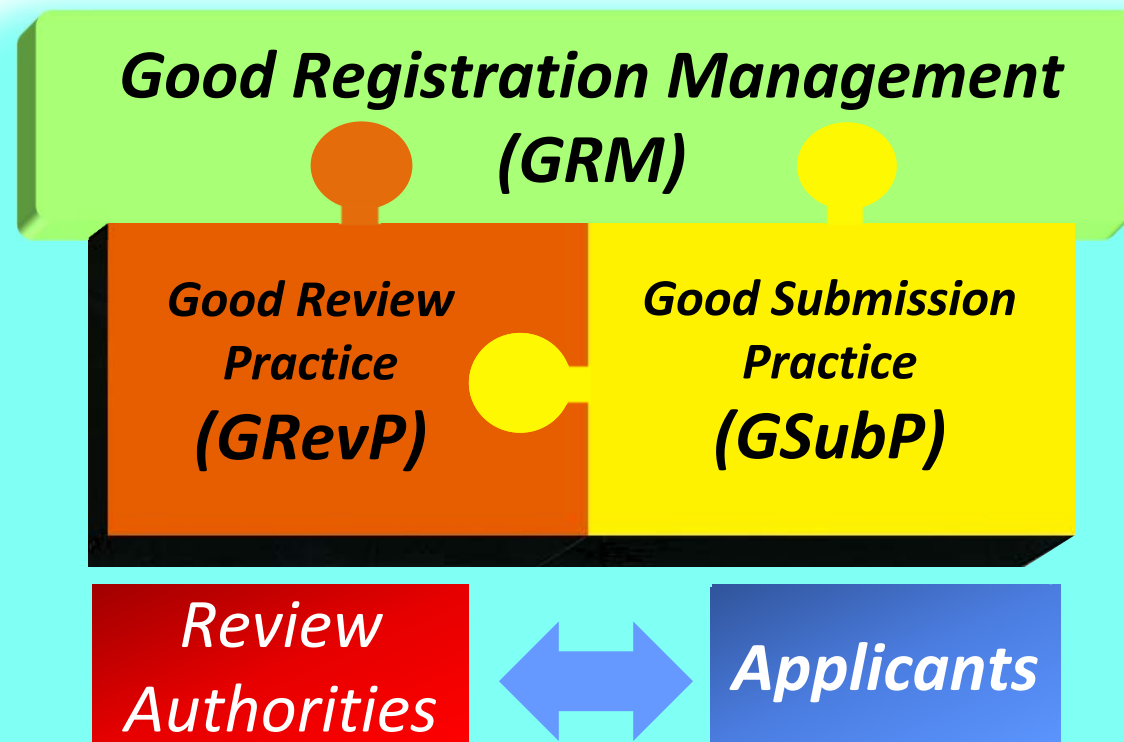 Good Registration Management
(GRM)
Good Review
Practice
(GRevP)
Good Submission
Practice
(GSubP)
Review
Authorities
Applicants